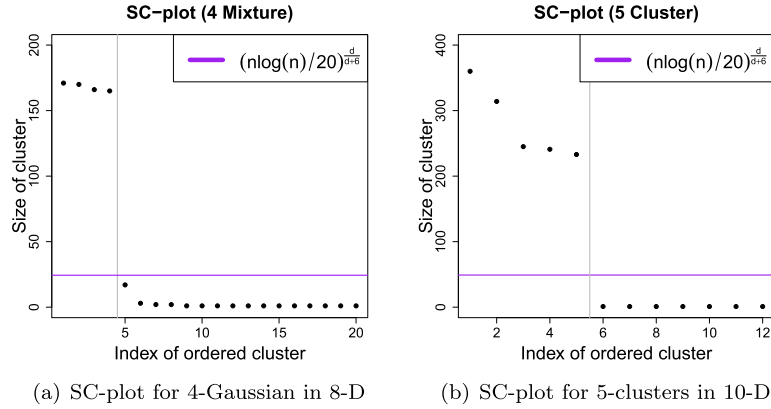 SC−plot (4 Mixture)
(nlog(n)/20)^{d/(d+6)}
Size of cluster
0 50 100 150 200
5 10 15 20
Index of ordered cluster
(a) SC-plot for 4-Gaussian in 8-D
SC−plot (5 Cluster)
(nlog(n)/20)^{d/(d+6)}
Size of cluster
0 100 200 300 400
2 4 6 8 10 12
Index of ordered cluster
(b) SC-plot for 5-clusters in 10-D